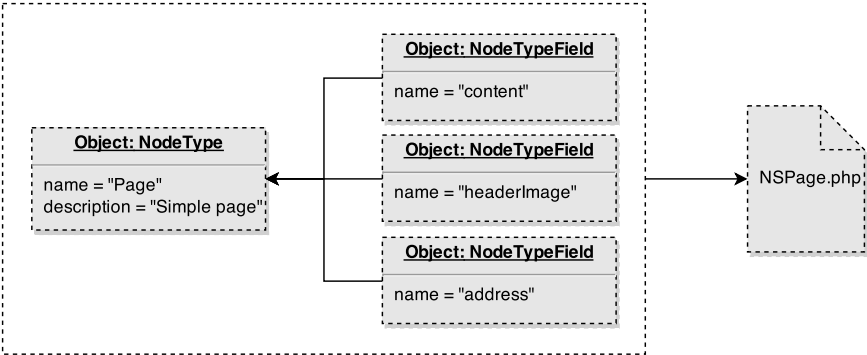 Object: NodeType
name = "Page"
description = "Simple page"
Object: NodeTypeField
name = "content"
Object: NodeTypeField
name = "headerImage"
Object: NodeTypeField
name = "address"
NSPage.php